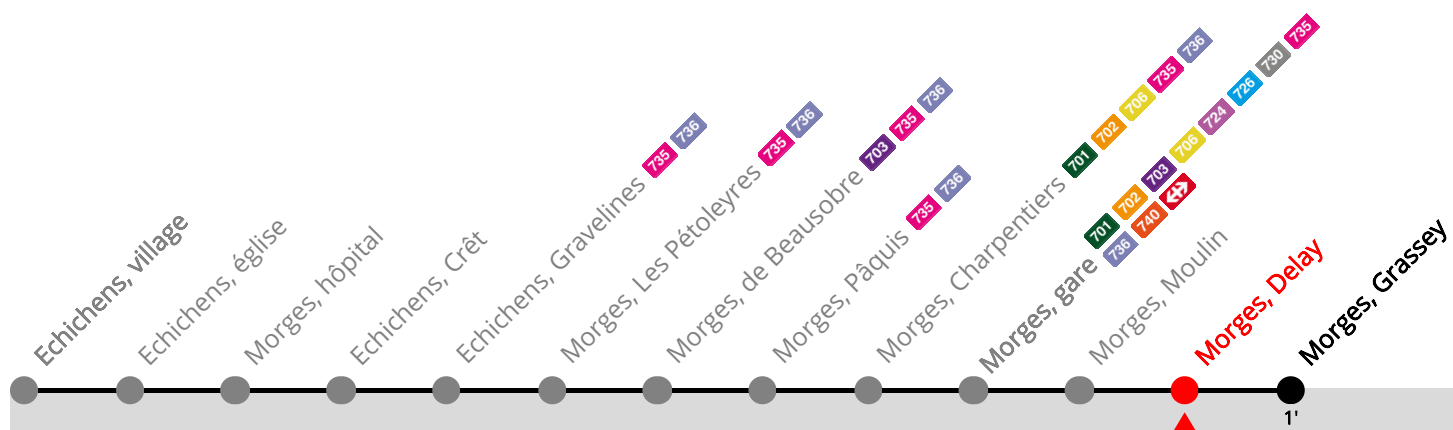 Echichens, village
Echichens, église
Morges, hôpital
Echichens, Crêt
Echichens, Gravelines 735 736
Morges, Les Pétoleyres 735 736
Morges, de Beausobre 703 735 736
Morges, Pâquis 735 736
Morges, Charpentiers 701 702 706 735 736
Morges, gare 701 702 703 706 724 726 730 735
736 740
Morges, Moulin
Morges, Delay
Morges, Grassey
1'